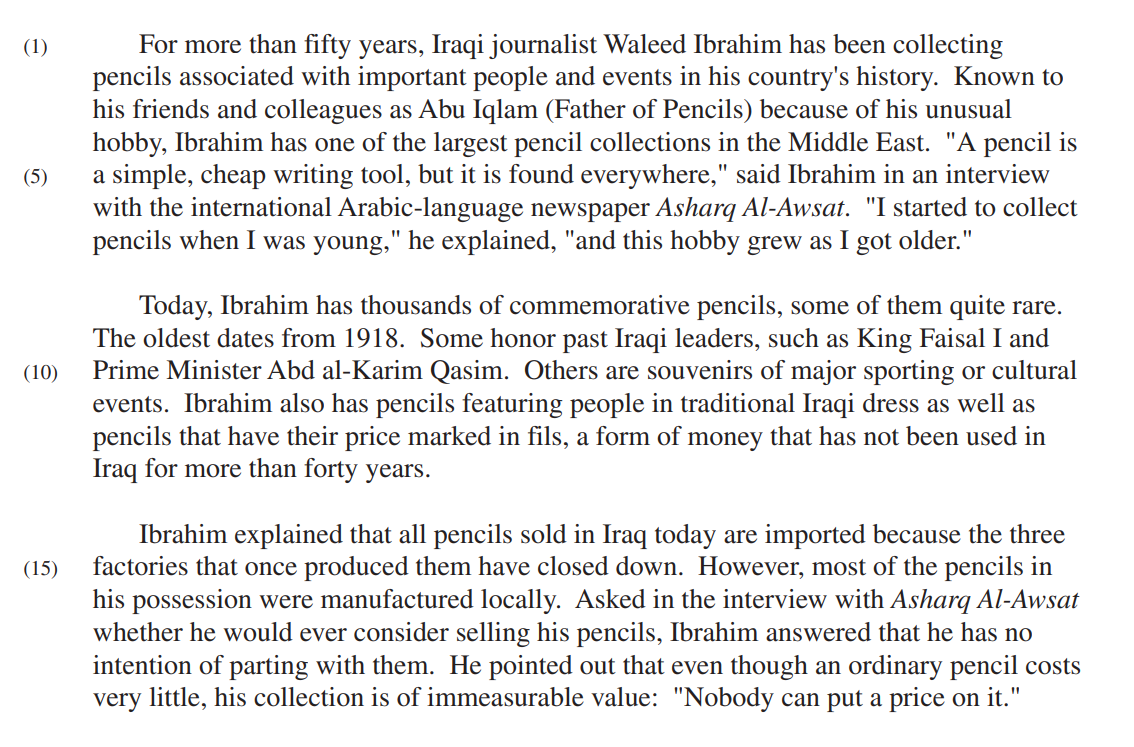 (1) For more than fifty years, Iraqi journalist Waleed Ibrahim has been collecting
pencils associated with important people and events in his country's history. Known to
his friends and colleagues as Abu Iqlam (Father of Pencils) because of his unusual
hobby, Ibrahim has one of the largest pencil collections in the Middle East. "A pencil is
(5) a simple, cheap writing tool, but it is found everywhere," said Ibrahim in an interview
with the international Arabic-language newspaper Asharq Al-Awsat. "I started to collect
pencils when I was young," he explained, "and this hobby grew as I got older."
Today, Ibrahim has thousands of commemorative pencils, some of them quite rare.
The oldest dates from 1918. Some honor past Iraqi leaders, such as King Faisal I and
(10) Prime Minister Abd al-Karim Qasim. Others are souvenirs of major sporting or cultural
events. Ibrahim also has pencils featuring people in traditional Iraqi dress as well as
pencils that have their price marked in fils, a form of money that has not been used in
Iraq for more than forty years.
Ibrahim explained that all pencils sold in Iraq today are imported because the three
(15) factories that once produced them have closed down. However, most of the pencils in
his possession were manufactured locally. Asked in the interview with Asharq Al-Awsat
whether he would ever consider selling his pencils, Ibrahim answered that he has no
intention of parting with them. He pointed out that even though an ordinary pencil costs
very little, his collection is of immeasurable value: "Nobody can put a price on it."